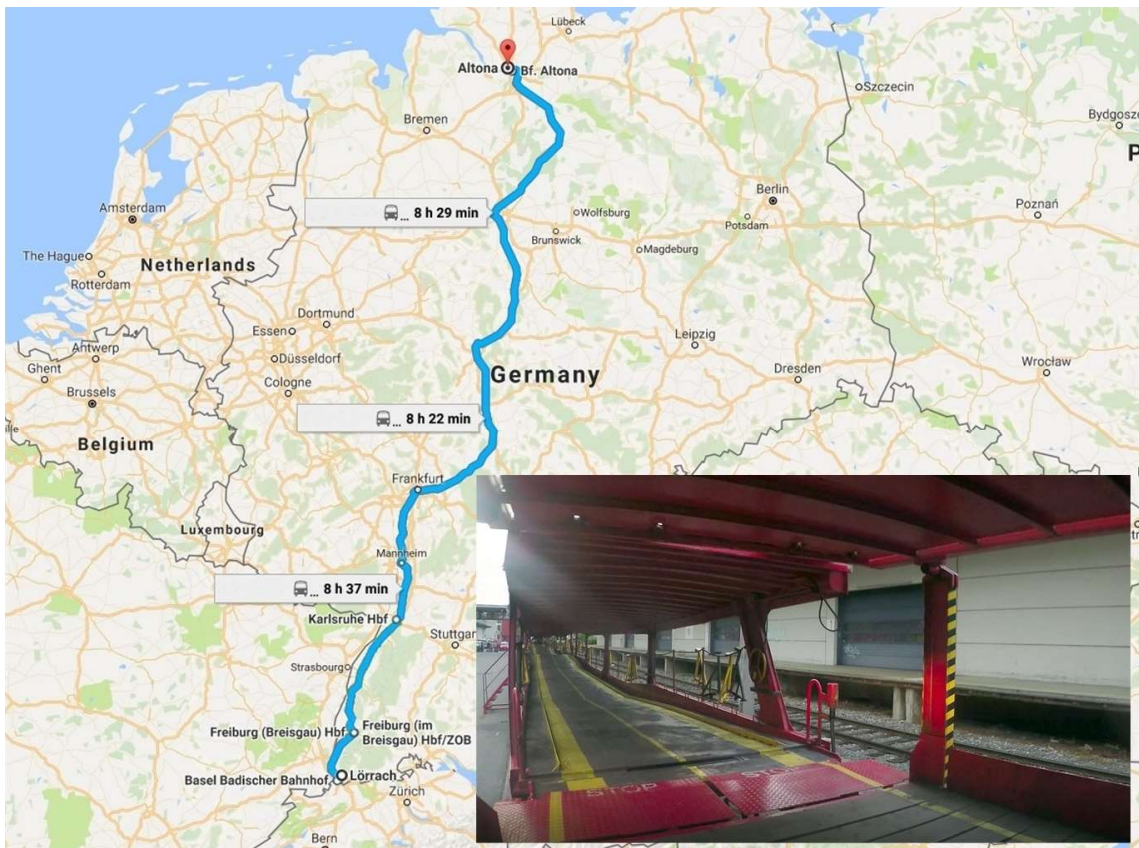 Lübeck
Altona
Bf. Altona
Szczecin
Bremen
Bydgosz
P
Berlin
8 h 29 min
Wolfsburg
Amsterdam
Potsdam
Poznań
Brunswick
Magdeburg
The Hague
Netherlands
Rotterdam
Dortmund
Essen
Leipzig
Antwerp
Düsseldorf
Ghent
Wrocław
Dresden
Germany
Cologne
Brussels
... 8 h 22 min
Belgium
Frankfurt
Luxembourg
Mannheim
... 8 h 37 min
Karlsruhe Hbf
Stuttgar
Strasbourg
Freiburg (Breisgau) Hbf
Freiburg (im
Breisgau) Hbf/ZOB
Basel Badischer Bahnhof
Lörrach
Zürich
Bern
STOP
STOP